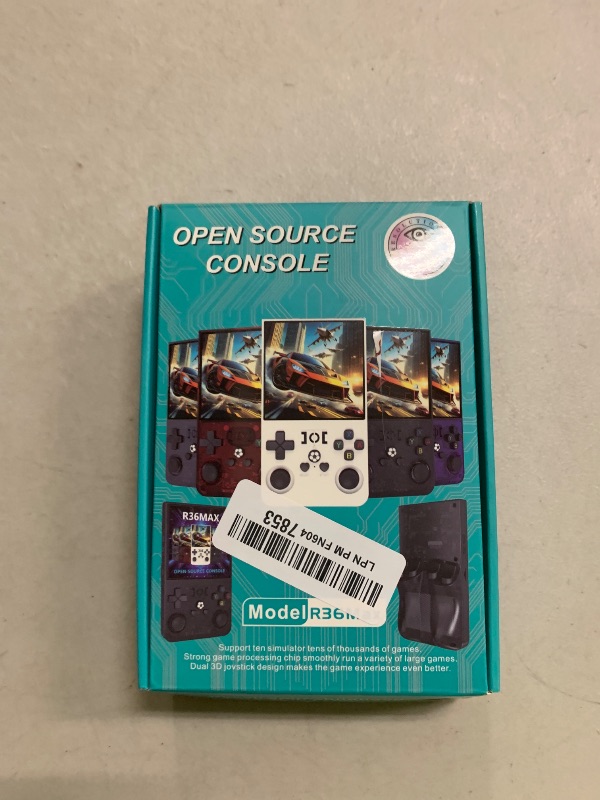 OPEN SOURCE
CONSOLE
Y
B
R36MAX
OPEN SOURCE CONSOLE
LPN PM FN604 7853
Model R36M
Support ten simulator tens of thousands of games.
Strong game processing chip smoothly run a variety of large games.
Dual 3D joystick design makes the game experience even better.